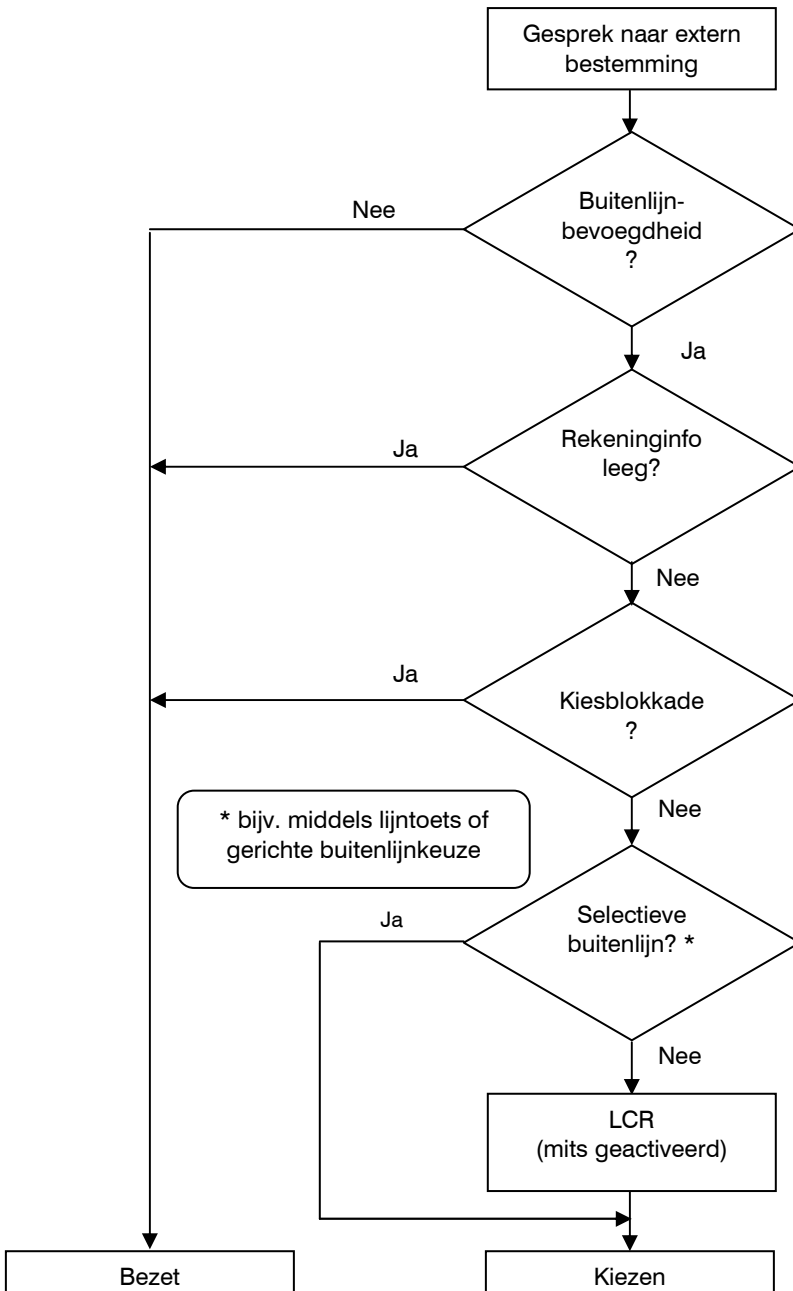 Gesprek naar extern
bestemming
Nee
Buitenlijn-
bevoegdheid
?
Ja
Ja
Rekeninginfo
leeg?
Nee
Ja
Kiesblokkade
?
Nee
* bijv. middels lijntoets of
gerichte buitenlijnkeuze
Ja
Selectieve
buitenlijn? *
Nee
LCR
(mits geactiveerd)
Bezet
Kiezen